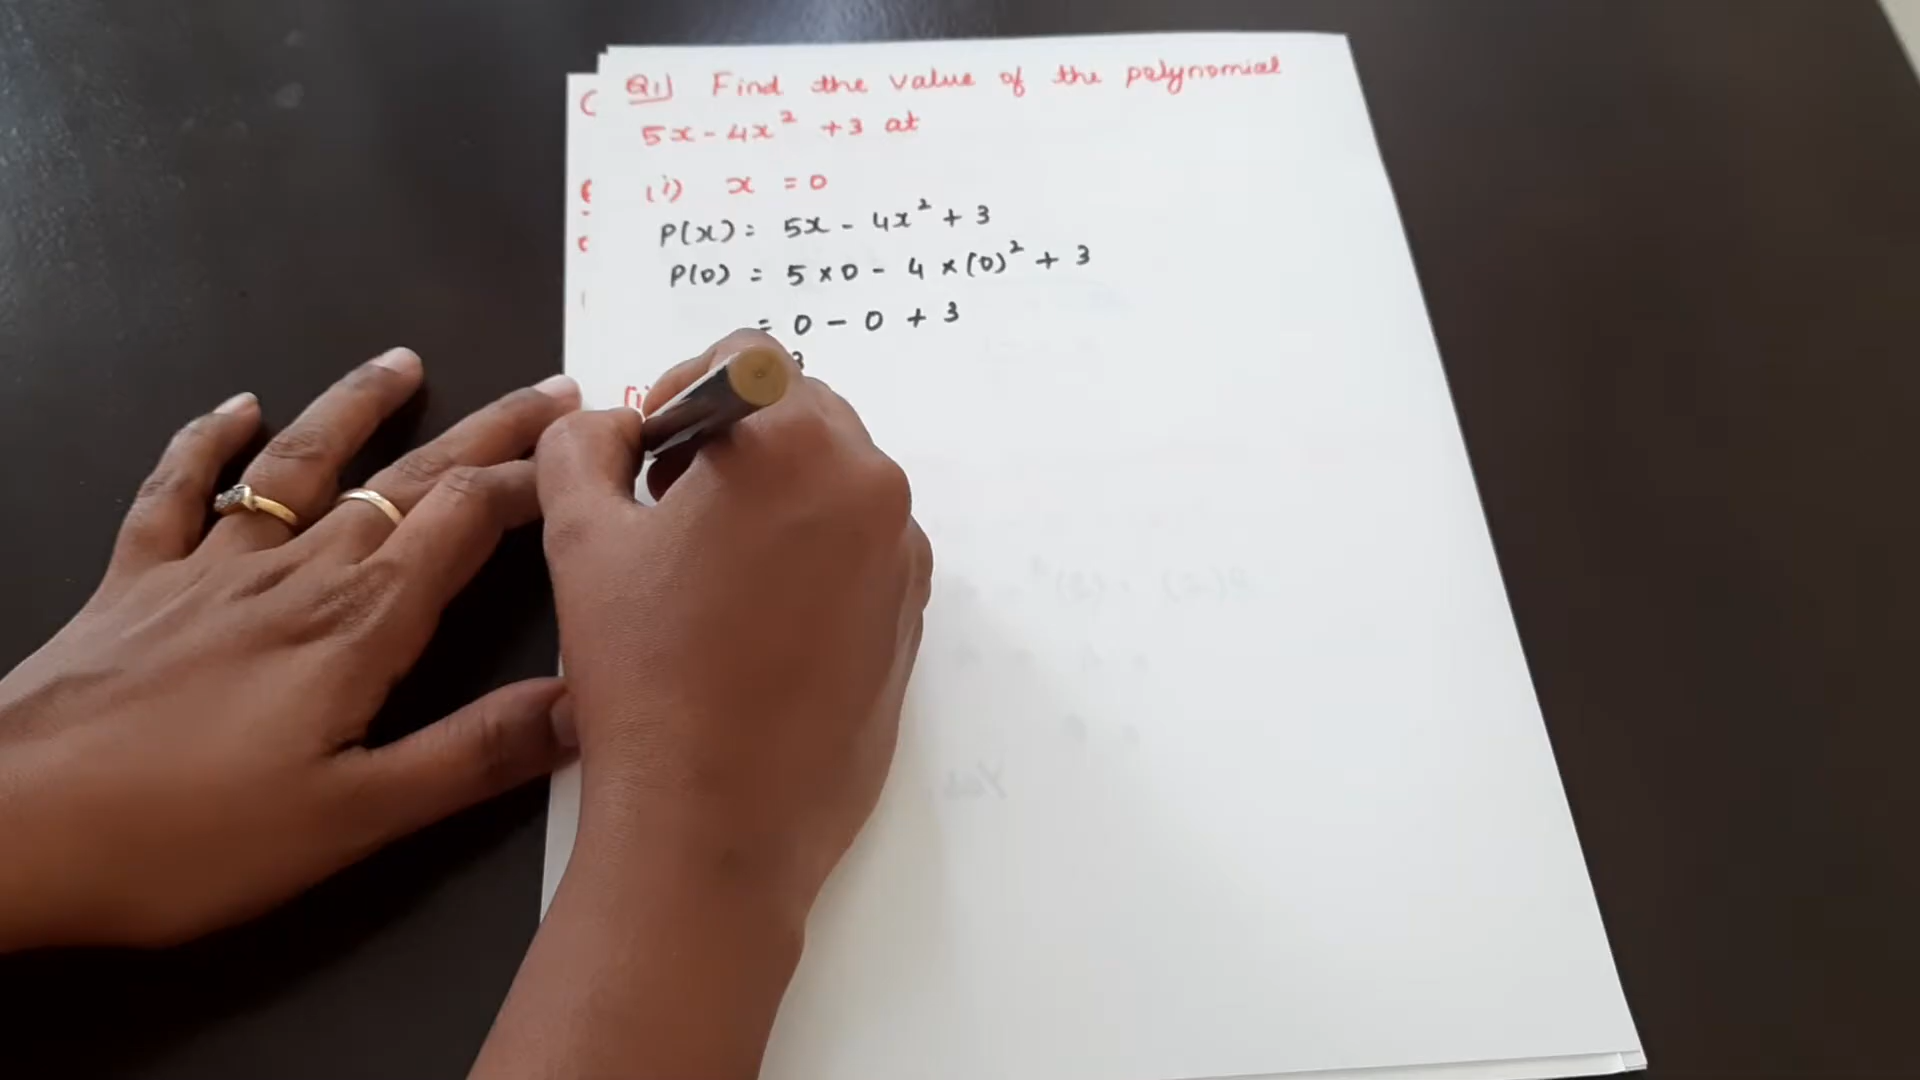 Q1) Find the value of the polynomial
5x - 4x² + 3 at
(i) x = 0
P(x) = 5x - 4x² + 3
P(0) = 5 × 0 - 4 × (0)² + 3
= 0 - 0 + 3
3